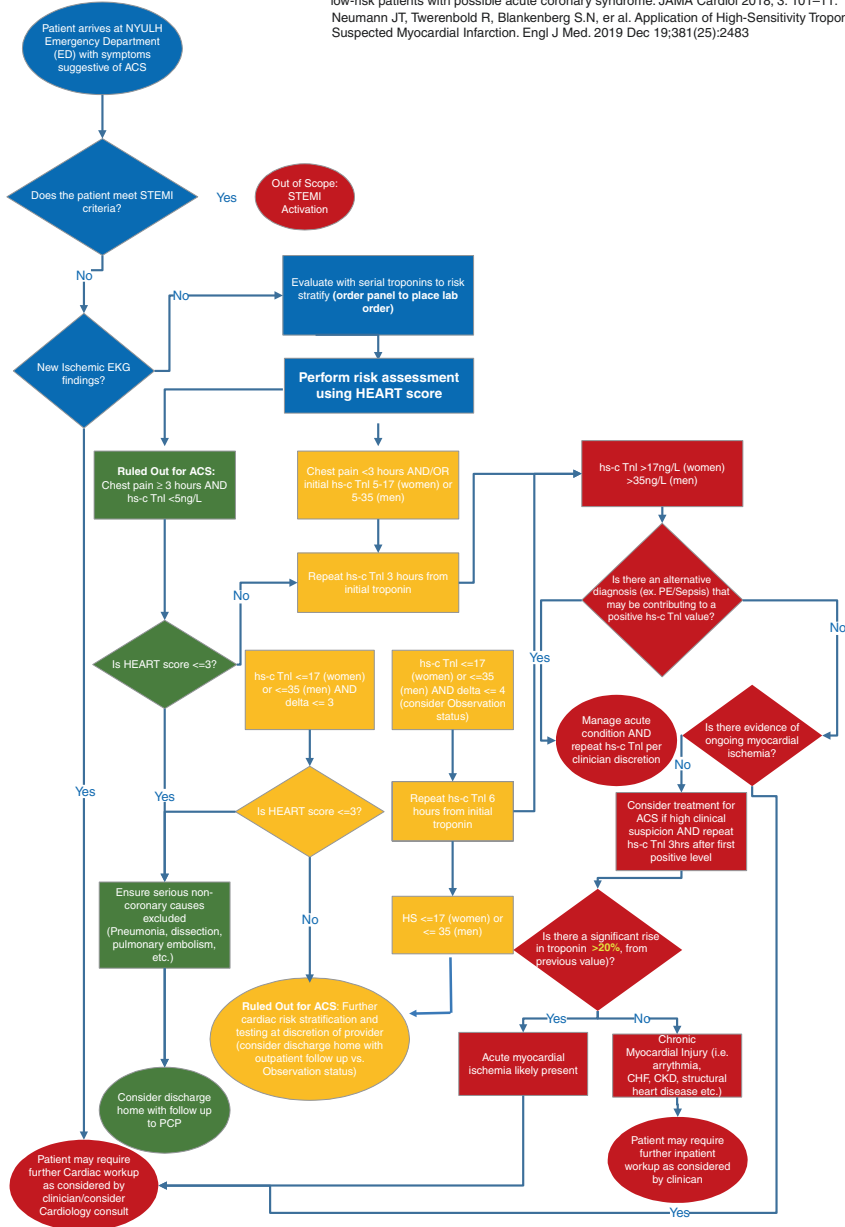 low-risk patients with possible acute coronary syndrome. JAMA Cardiol 2018; 3: 101–11.
Neumann JT, Twerenbold R, Blankenberg S.N, er al. Application of High-Sensitivity
Suspected Myocardial Infarction. Engl J Med. 2019 Dec 19;381(25):2483
Patient arrives at NYULH
Emergency Department
(ED) with symptoms
suggestive of ACS
Does the patient meet STEMI
criteria?
Yes
Out of Scope:
STEMI
Activation
No
Evaluate with serial troponins to risk
stratify (order panel to place lab
order)
No
New Ischemic EKG
findings?
Perform risk assessment
using HEART score
Ruled Out for ACS:
Chest pain ≥ 3 hours AND
hs-c TnI <5ng/L
Chest pain <3 hours AND/OR
initial hs-c TnI 5-17 (women) or
5-35 (men)
hs-c TnI >17ng/L (women)
>35ng/L (men)
Repeat hs-c TnI 3 hours from
initial troponin
No
Is there an alternative
diagnosis (ex. PE/Sepsis) that
may be contributing to a
positive hs-c TnI value?
No
Yes
Is HEART score <=3?
hs-c TnI <=17 (women)
or <=35 (men) AND
delta <= 3
hs-c TnI <=17
(women) or <=35
(men) AND delta <= 4
(consider Observation
status)
Manage acute
condition AND
repeat hs-c TnI per
clinician discretion
Is there evidence of
ongoing myocardial
ischemia?
No
Yes
Yes
Is HEART score <=3?
Repeat hs-c TnI 6
hours from initial
troponin
Consider treatment for
ACS if high clinical
suspicion AND repeat
hs-c TnI 3hrs after first
positive level
Ensure serious non-
coronary causes
excluded
(Pneumonia, dissection,
pulmonary embolism,
etc.)
No
HS <=17 (women) or
<= 35 (men)
Is there a significant rise
in troponin >20%, from
previous value)?
Ruled Out for ACS: Further
cardiac risk stratification and
testing at discretion of provider
(consider discharge home with
outpatient follow up vs.
Observation status)
Yes
No
Acute myocardial
ischemia likely present
Chronic
Myocardial Injury (i.e.
arrythmia,
CHF, CKD, structural
heart disease etc.)
Consider discharge
home with follow up
to PCP
Patient may require
further Cardiac workup
as considered by
clinician/consider
Cardiology consult
Patient may require
further inpatient
workup as considered
by clinican
Yes